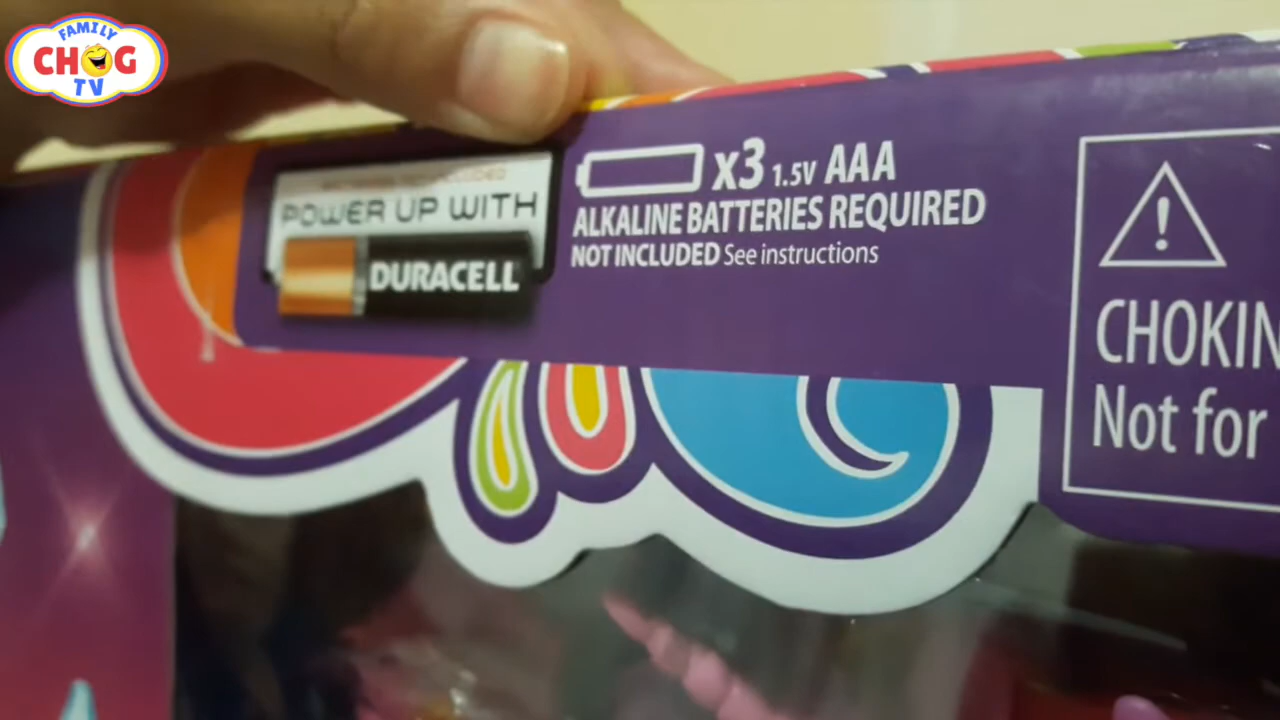 FAMILY
CHOG
TV
POWER UP WITH
DURACELL
x3 1.5V AAA
ALKALINE BATTERIES REQUIRED
NOT INCLUDED See instructions
CHOKIN
Not for